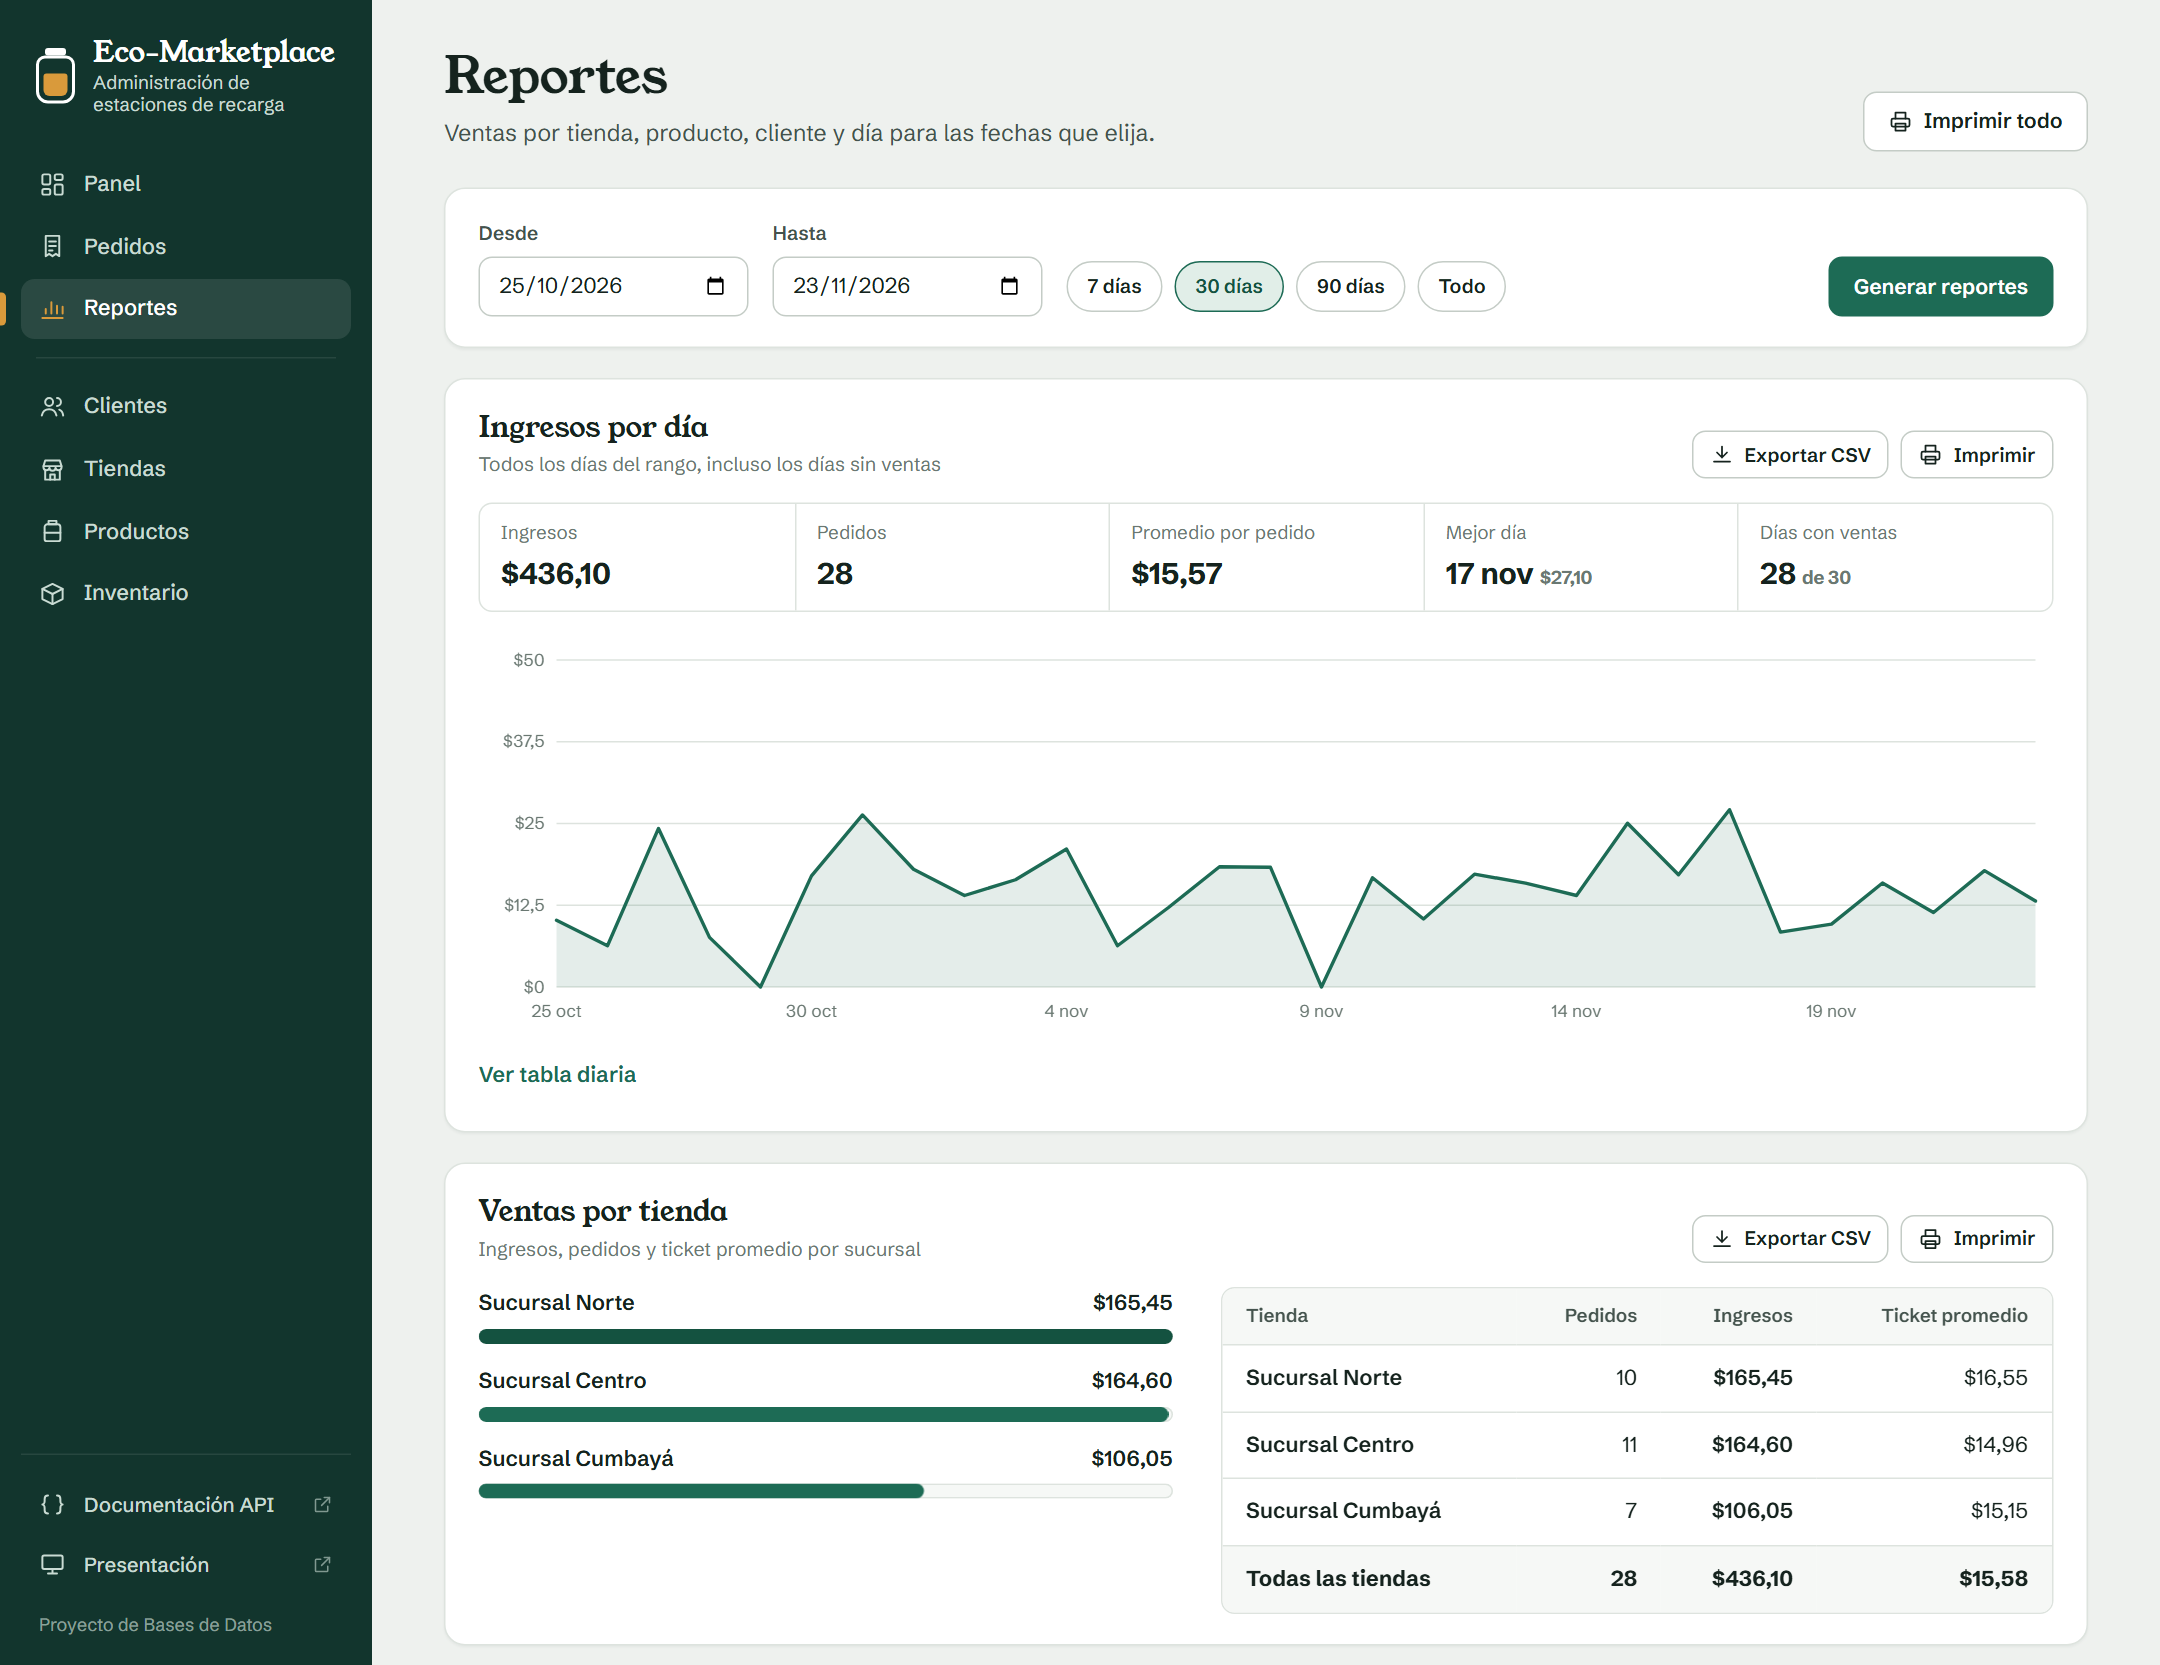 Eco-Marketplace
Administración de
estaciones de recarga
Panel
Pedidos
Reportes
Clientes
Tiendas
Productos
Inventario
Documentación API
Presentación
Proyecto de Bases de Datos
Reportes
Ventas por tienda, producto, cliente y día para las fechas que elija.
Imprimir todo
Desde
Hasta
25/10/2026
23/11/2026
7 días
30 días
90 días
Todo
Generar reportes
Ingresos por día
Todos los días del rango, incluso los días sin ventas
Exportar CSV
Imprimir
Ingresos
$436,10
Pedidos
28
Promedio por pedido
$15,57
Mejor día
17 nov $27,10
Días con ventas
28 de 30
$50
$37,5
$25
$12,5
$0
25 oct
30 oct
4 nov
9 nov
14 nov
19 nov
Ver tabla diaria
Ventas por tienda
Ingresos, pedidos y ticket promedio por sucursal
Exportar CSV
Imprimir
Sucursal Norte $165,45
Sucursal Centro $164,60
Sucursal Cumbayá $106,05
Tienda Pedidos Ingresos Ticket promedio
Sucursal Norte 10 $165,45 $16,55
Sucursal Centro 11 $164,60 $14,96
Sucursal Cumbayá 7 $106,05 $15,15
Todas las tiendas 28 $436,10 $15,58